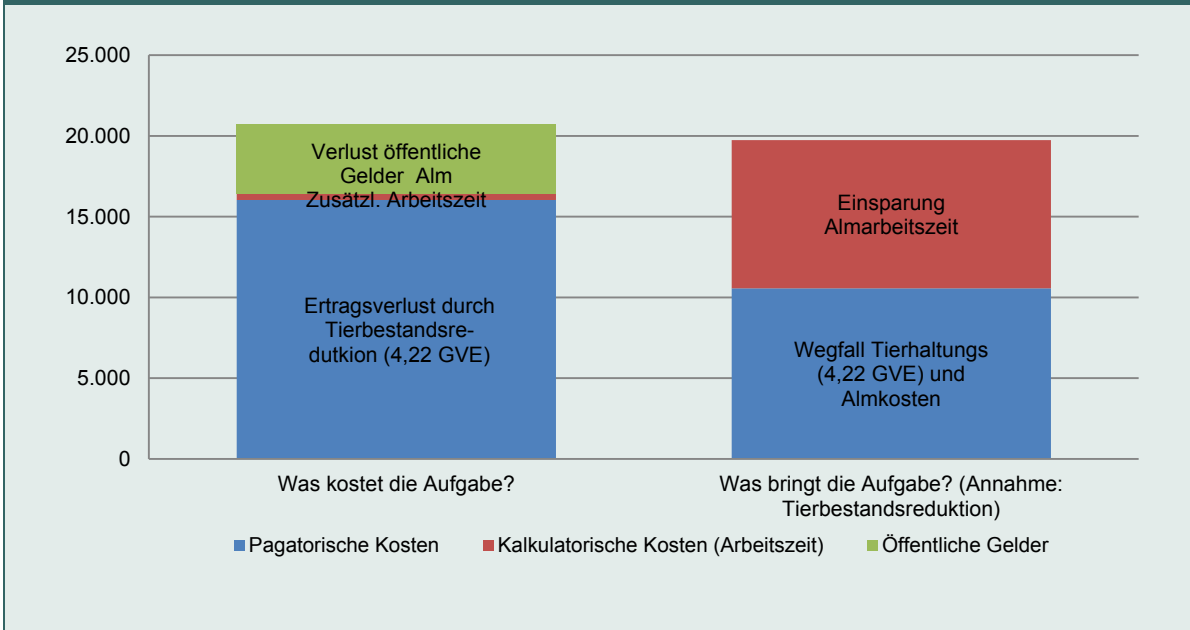 25.000
20.000
15.000
10.000
5.000
0
Verlust öffentliche
Gelder Alm
Zusätzl. Arbeitszeit
Ertragsverlust durch
Tierbestandsre-
dutkion (4,22 GVE)
Einsparung
Almarbeitszeit
Wegfall Tierhaltungs
(4,22 GVE) und
Almkosten
Was kostet die Aufgabe?
Was bringt die Aufgabe? (Annahme:
Tierbestandsreduktion)
Pagatorische Kosten
Kalkulatorische Kosten (Arbeitszeit)
Öffentliche Gelder